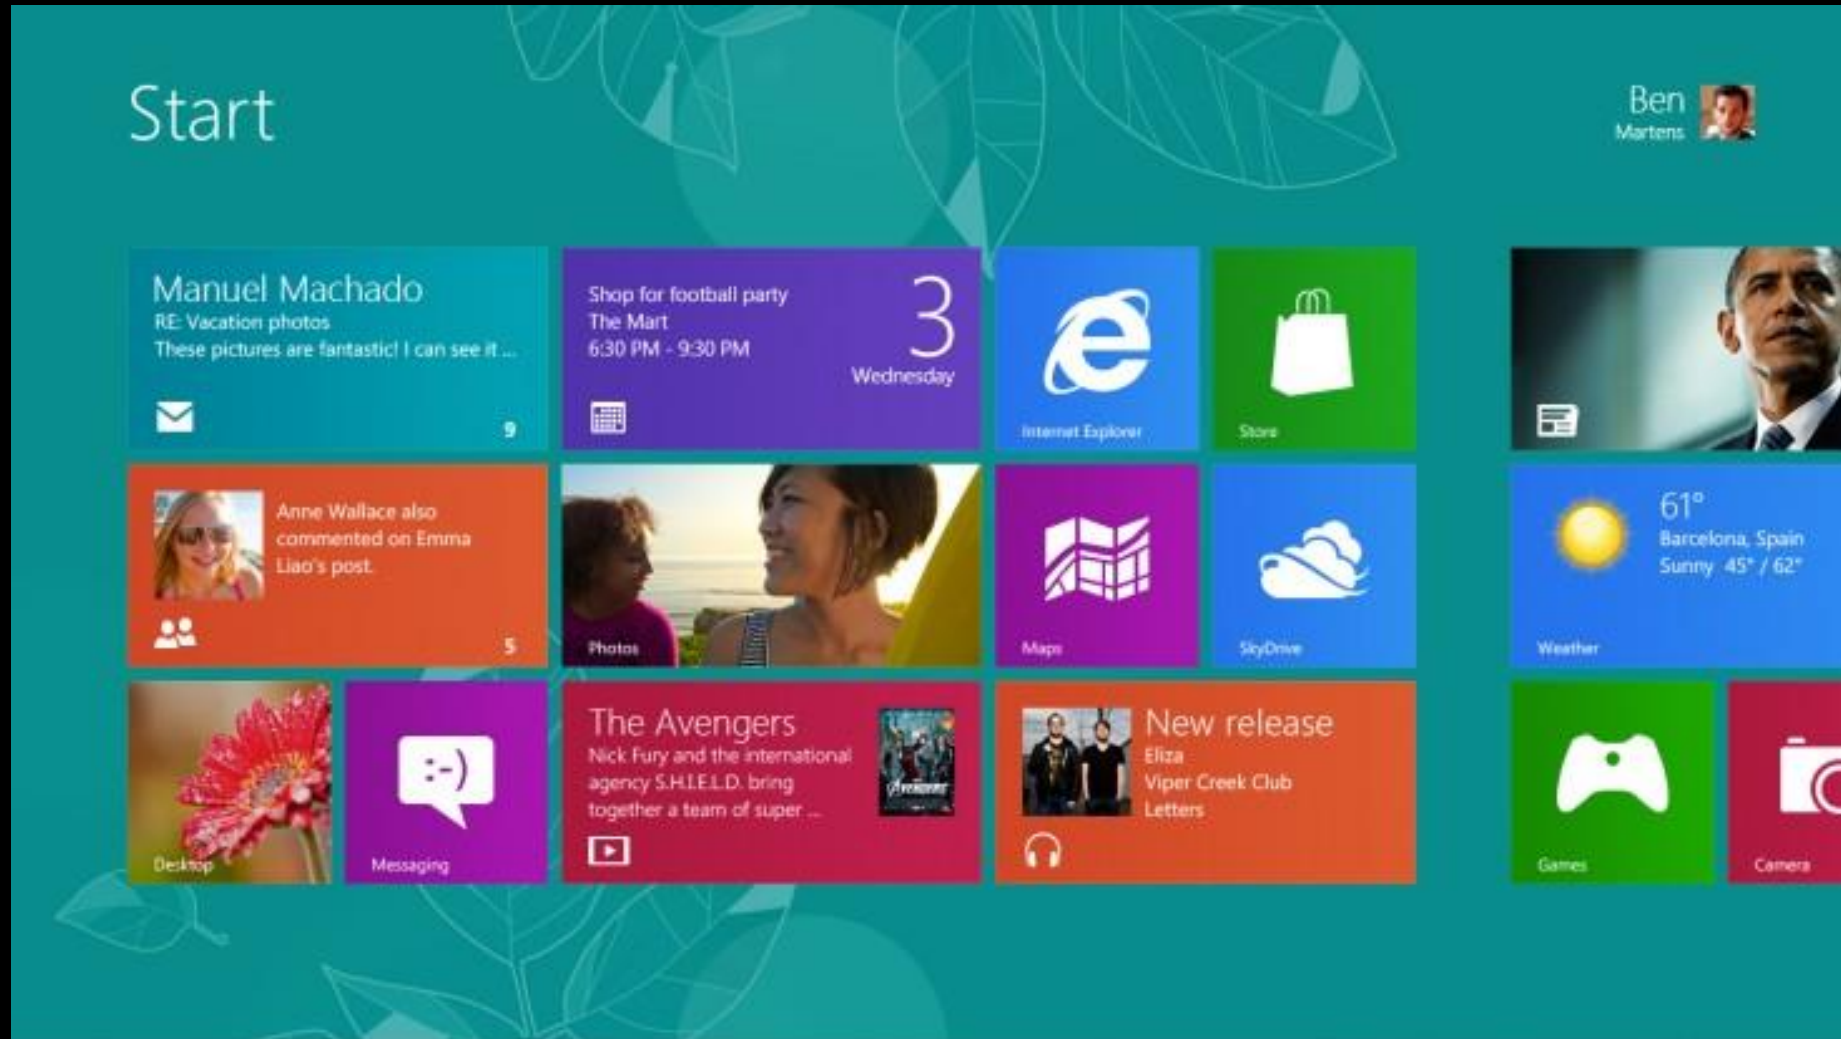 Start
Ben
Martens
Manuel Machado
RE: Vacation photos
These pictures are fantastic! I can see it ...
9
Shop for football party
The Mart
6:30 PM - 9:30 PM
3
Wednesday
Internet Explorer
Store
Anne Wallace also
commented on Emma
Liao's post.
5
Photos
Maps
SkyDrive
61°
Barcelona, Spain
Sunny 45° / 62°
Weather
Desktop
:-)
Messaging
The Avengers
Nick Fury and the international
agency S.H.I.E.L.D. bring
together a team of super ...
AVENGERS
New release
Eliza
Viper Creek Club
Letters
Games
Camera